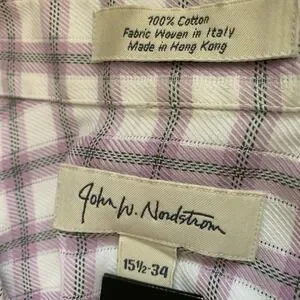 100% Cotton
Fabric Woven in Italy
Made in Hong Kong
John W. Nordstrom
15½-34